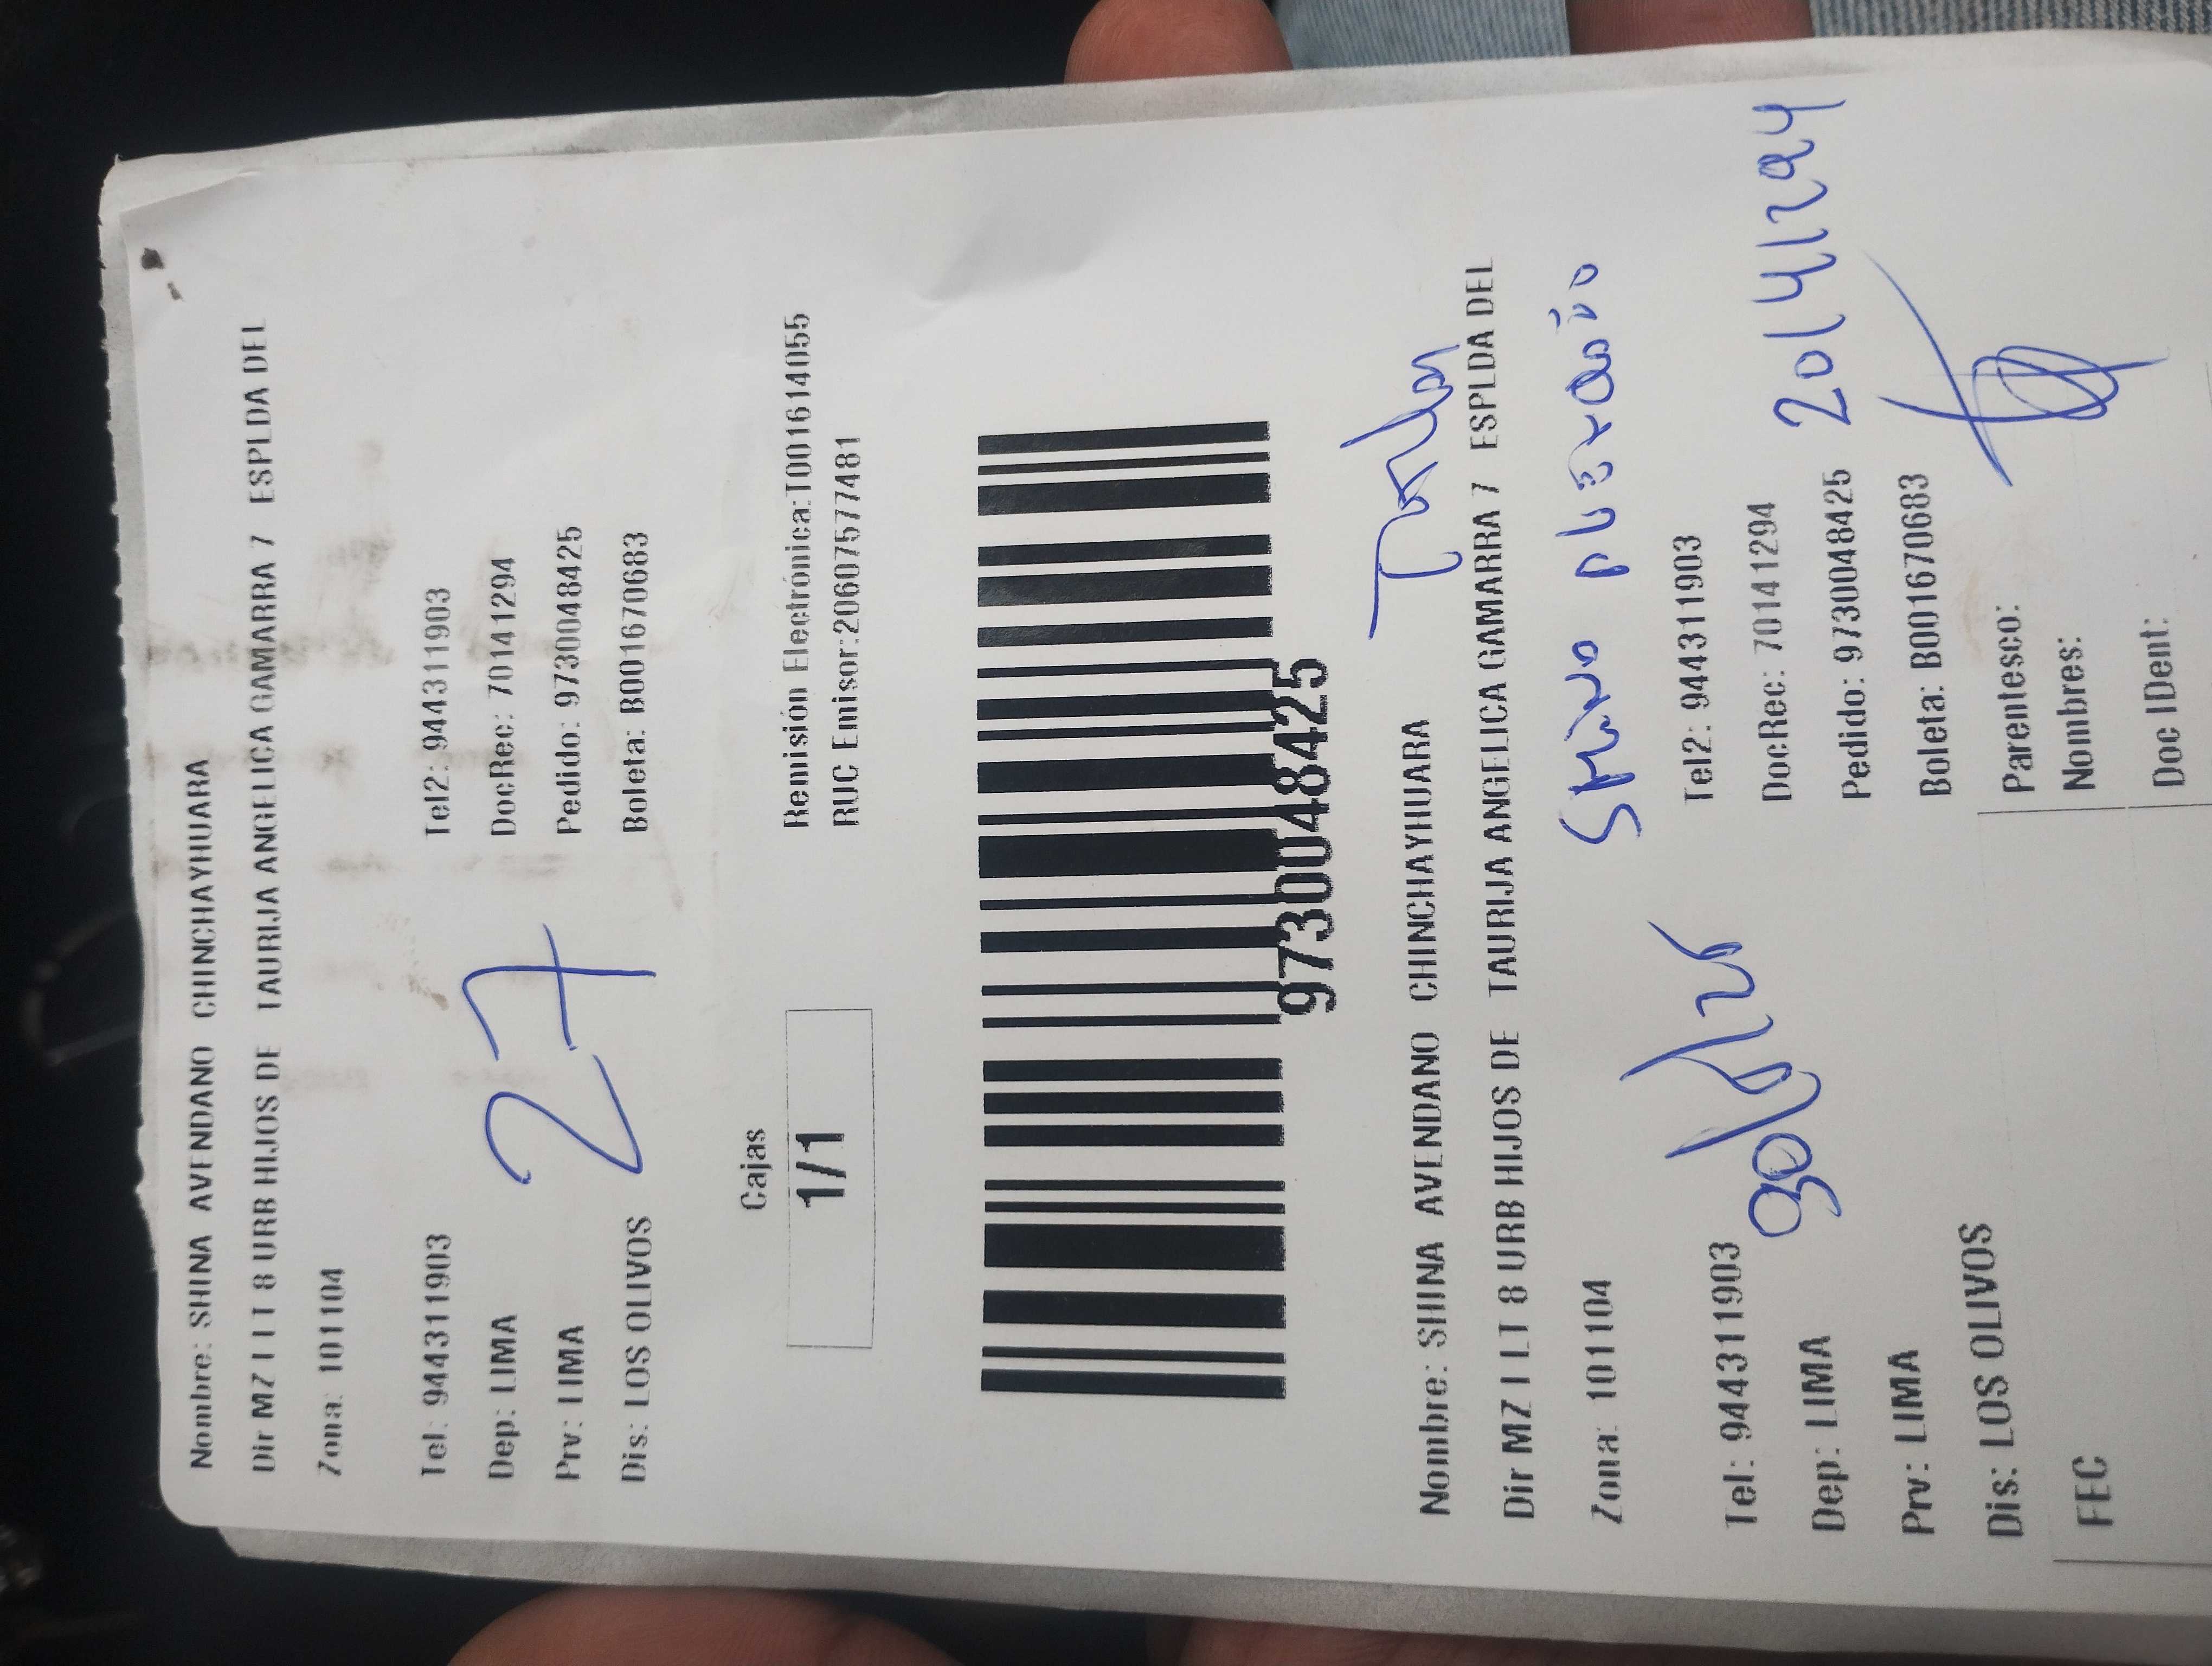 Nombre: SHINA AVENDANO CHINCHAYHUARA
Dir MZ I LT 8 URB HIJOS DE TAURIJA ANGELICA GAMARRA 7 ESPLDA DEL
Zona: 101104
Tel: 944311903 Tel2: 944311903
Dep: LIMA DocRec: 70141294
Prv: LIMA Pedido: 9730048425
Dis: LOS OLIVOS Boleta: B001670683
27
Cajas
1/1
Remisión Electrónica:T001614055
RUC Emisor:20607577481
9730048425
Nombre: SHINA AVENDANO CHINCHAYHUARA
Dir MZ I LT 8 URB HIJOS DE TAURIJA ANGELICA GAMARRA 7 ESPLDA DEL
Zona: 101104
Tel: 944311903 Tel2: 944311903
Dep: LIMA DocRec: 70141294
Prv: LIMA Pedido: 9730048425
Dis: LOS OLIVOS Boleta: B001670683
FEC Parentesco:
Nombres:
Doc IDent: